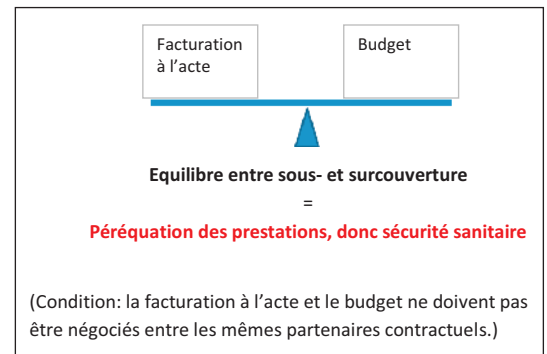 Facturation
à l’acte
Budget
Equilibre entre sous- et surcouverture
=
Péréquation des prestations, donc sécurité sanitaire
(Condition: la facturation à l’acte et le budget ne doivent pas
être négociés entre les mêmes partenaires contractuels.)